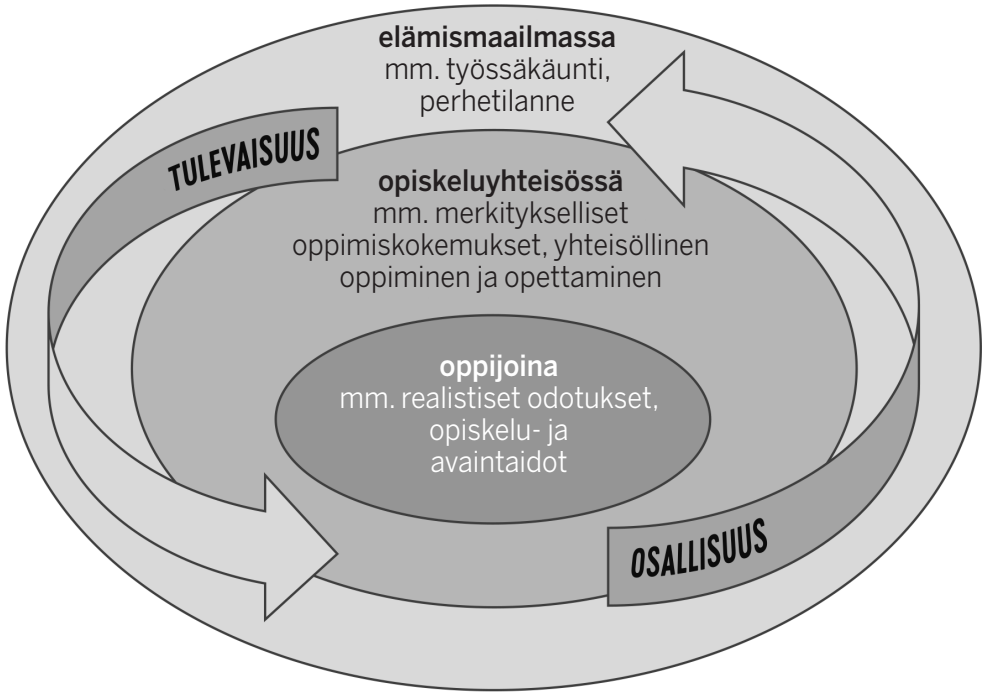 elämismaailmassa
mm. työssäkäunti,
perhetilanne
TULEVAISUUS
opiskeluyhteisössä
mm. merkitykselliset
oppimiskokemukset, yhteisöllinen
oppiminen ja opettaminen
oppijoina
mm. realistiset odotukset,
opiskelu- ja
avaintaidot
OSALLISUUS